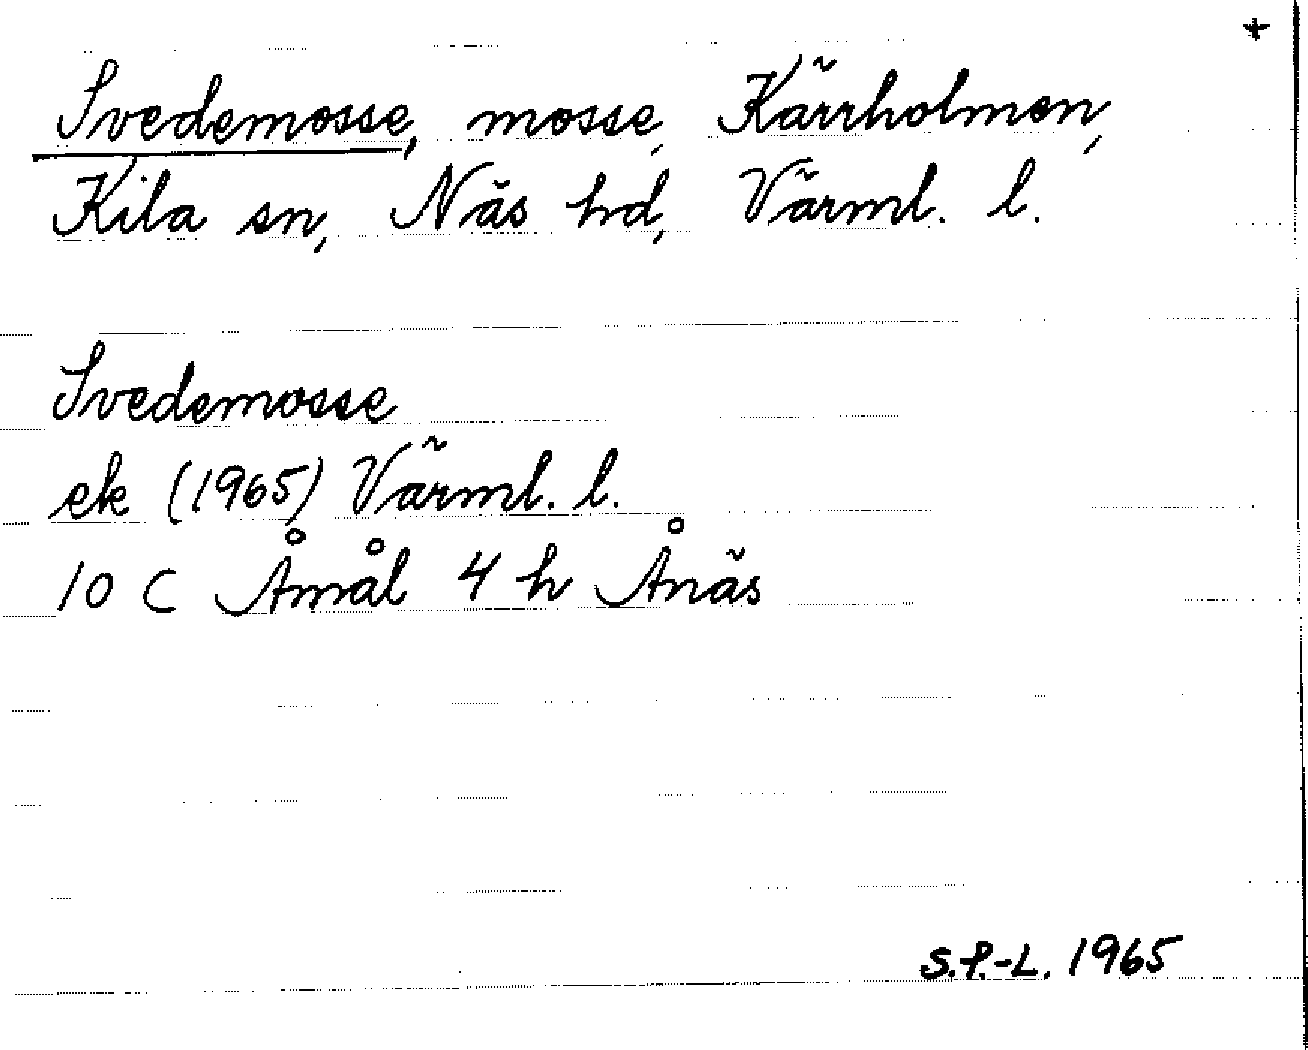 +
Svedemosse, mosse, Kärrholmen,
Kila sn, Näs hd, Värml. l.
Svedemosse
ek (1965) Värml. l.
10 C Åmål 4 h Ånäs
S.P.-L. 1965